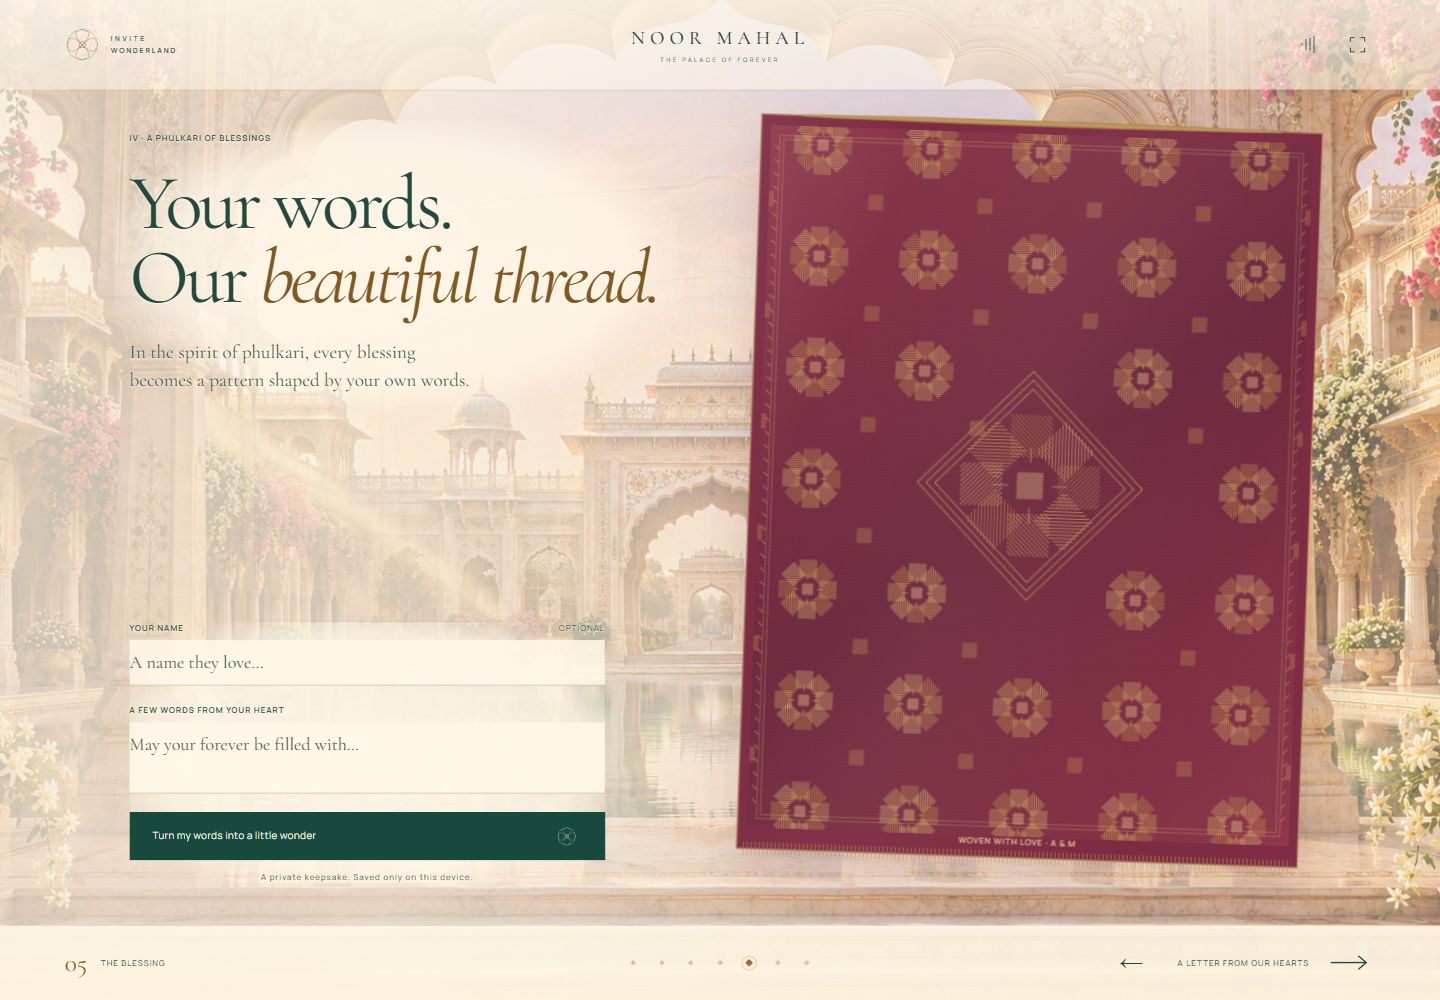 INVITE
WONDERLAND
NOOR MAHAL
THE PALACE OF FOREVER
IV · A PHULKARI OF BLESSINGS
Your words.
Our beautiful thread.
In the spirit of phulkari, every blessing
becomes a pattern shaped by your own words.
YOUR NAME
OPTIONAL
A name they love...
A FEW WORDS FROM YOUR HEART
May your forever be filled with...
Turn my words into a little wonder
A private keepsake. Saved only on this device.
WOVEN WITH LOVE · A & M
05
THE BLESSING
A LETTER FROM OUR HEARTS